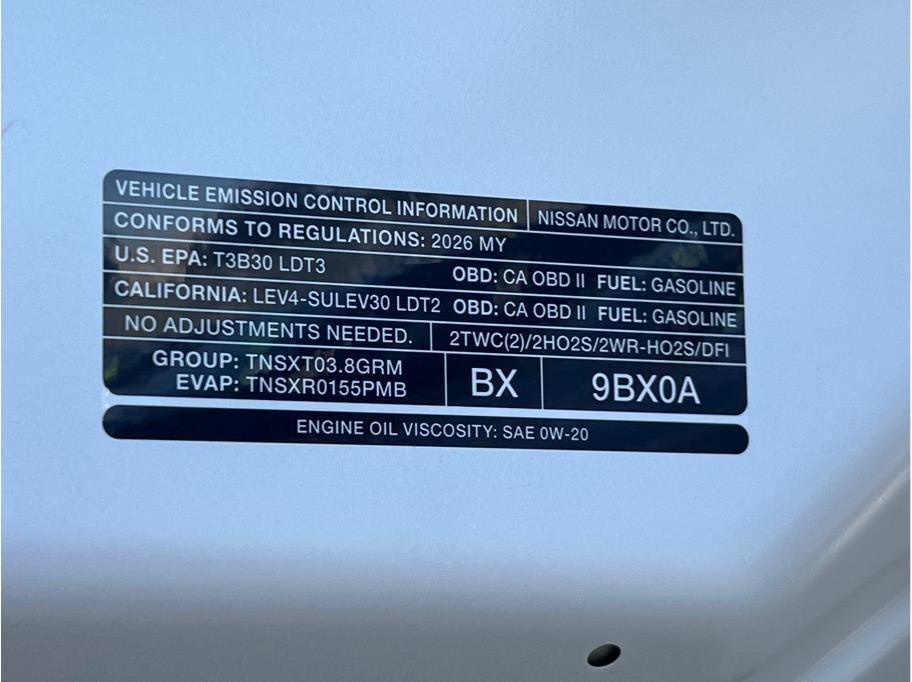 VEHICLE EMISSION CONTROL INFORMATION NISSAN MOTOR CO., LTD.
CONFORMS TO REGULATIONS: 2026 MY
U.S. EPA: T3B30 LDT3 OBD: CA OBD II FUEL: GASOLINE
CALIFORNIA: LEV4-SULEV30 LDT2 OBD: CA OBD II FUEL: GASOLINE
NO ADJUSTMENTS NEEDED. 2TWC(2)/2HO2S/2WR-HO2S/DFI
GROUP: TNSXT03.8GRM
EVAP: TNSXR0155PMB
BX 9BX0A
ENGINE OIL VISCOSITY: SAE 0W-20